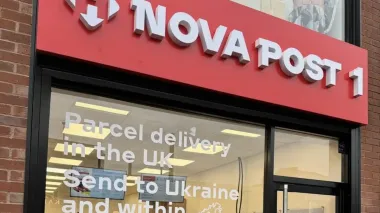 NOVA POST 1
Parcel delivery
in the UK
Send to Ukraine
and within